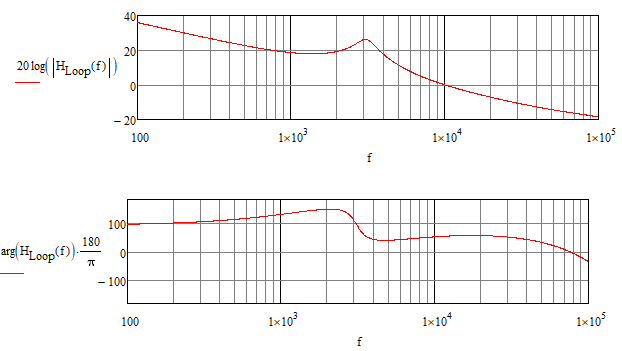 40
20
20 log(|H_Loop(f)|)
0
− 20
100 1×10³ 1×10⁴ 1×10⁵
f
100
arg(H_Loop(f))·180/π
0
− 100
100 1×10³ 1×10⁴ 1×10⁵
f